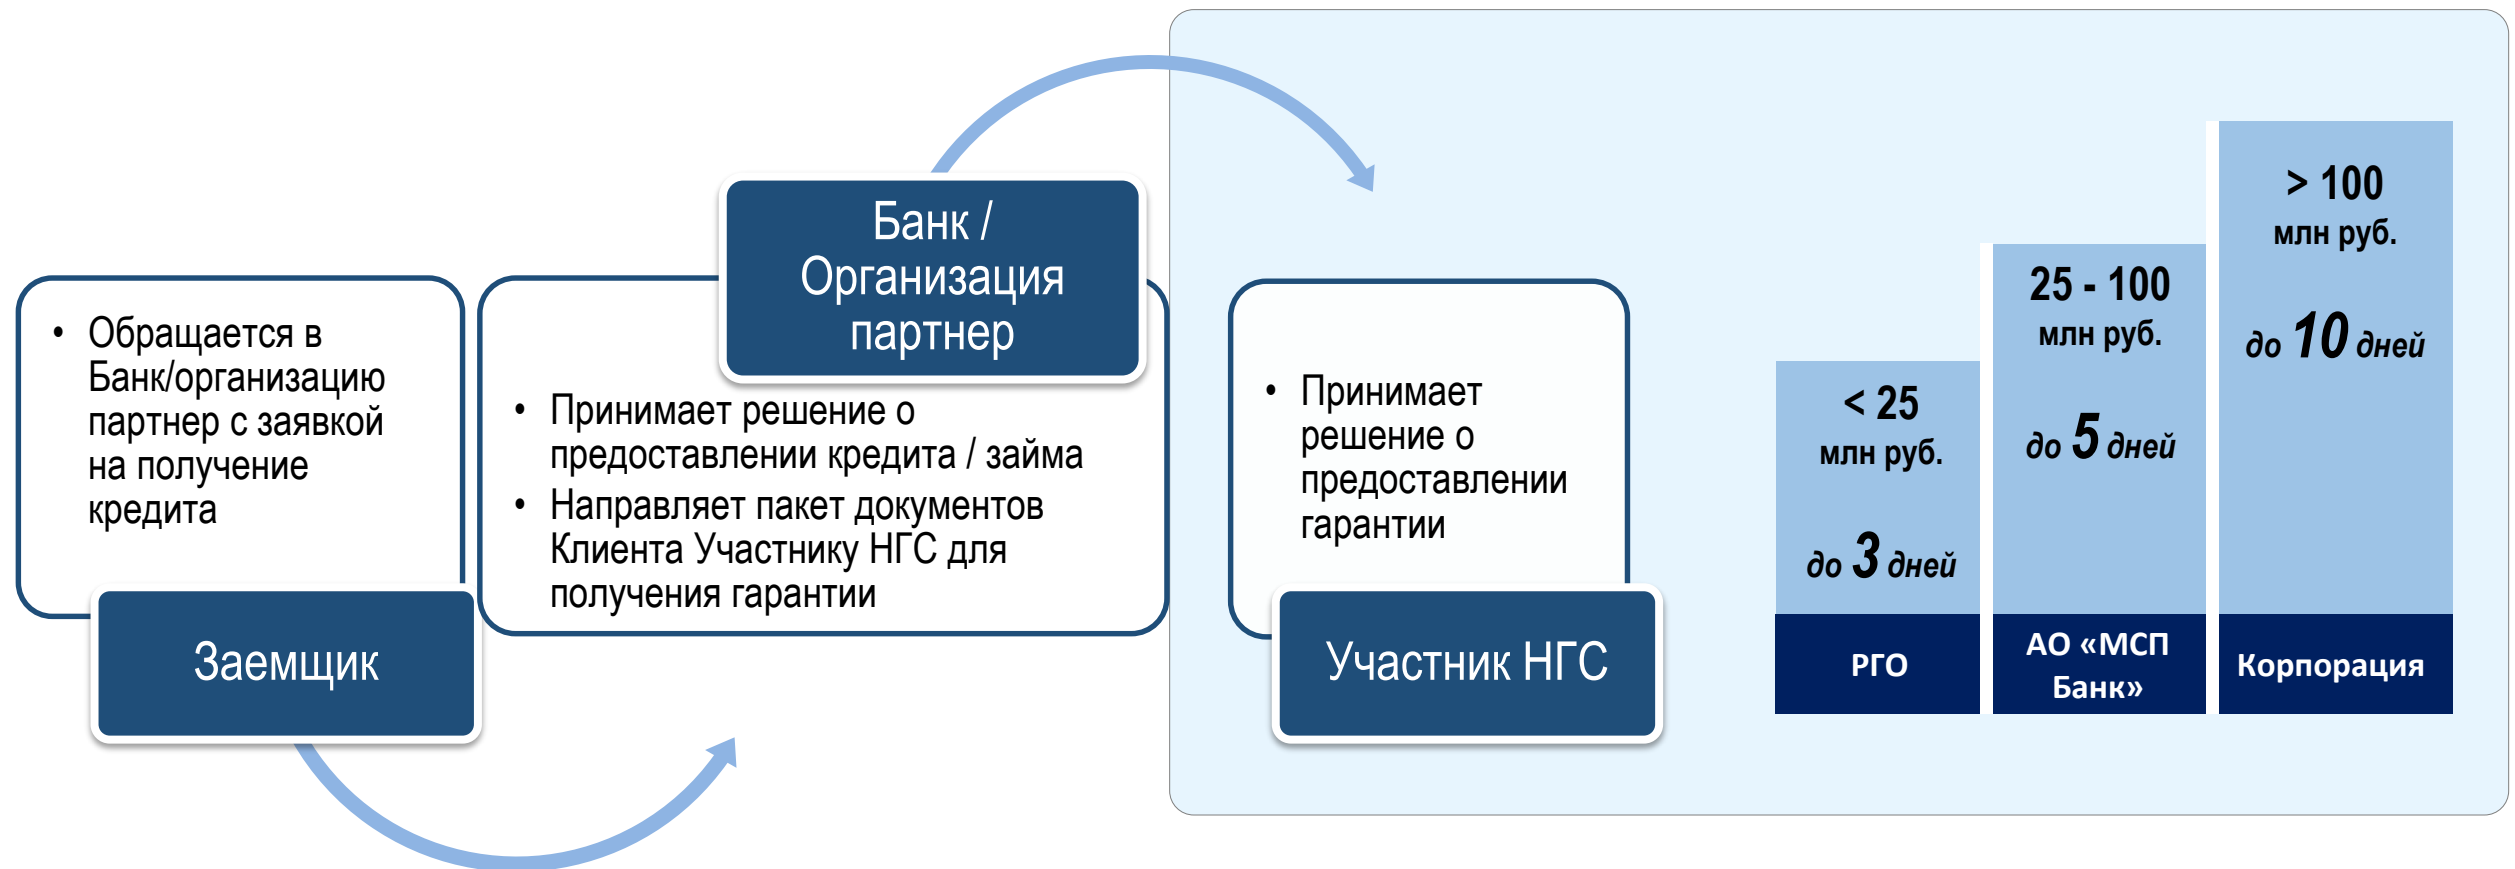 • Обращается в
Банк/организацию
партнер с заявкой
на получение
кредита
Заемщик
Банк /
Организация
партнер
• Принимает решение о
предоставлении кредита / займа
• Направляет пакет документов
Клиента Участнику НГС для
получения гарантии
• Принимает
решение о
предоставлении
гарантии
Участник НГС
< 25
млн руб.
до 3 дней
РГО
25 - 100
млн руб.
до 5 дней
АО «МСП
Банк»
> 100
млн руб.
до 10 дней
Корпорация